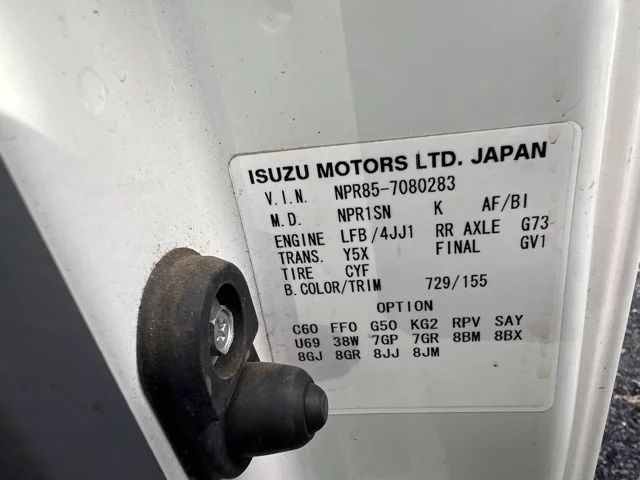 ISUZU MOTORS LTD. JAPAN
V.I.N. NPR85-7080283
M.D. NPR1SN K AF/BI
ENGINE LFB/4JJ1 RR AXLE G73
TRANS. Y5X FINAL GV1
TIRE CYF
B.COLOR/TRIM 729/155
OPTION
C60 FF0 G50 KG2 RPV SAY
U69 38W 7GP 7GR 8BM 8BX
8GJ 8GR 8JJ 8JM